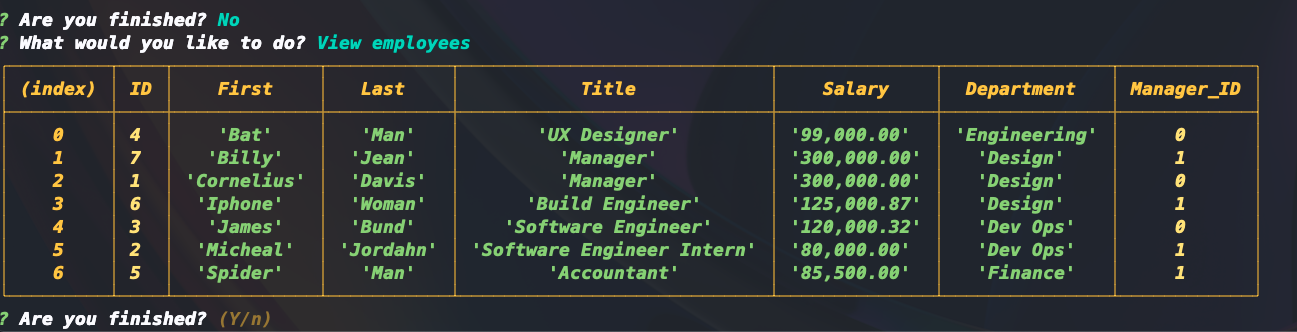 ? Are you finished? No
? What would you like to do? View employees
(index) ID First Last Title Salary Department Manager_ID
0 4 'Bat' 'Man' 'UX Designer' '99,000.00' 'Engineering' 0
1 7 'Billy' 'Jean' 'Manager' '300,000.00' 'Design' 1
2 1 'Cornelius' 'Davis' 'Manager' '300,000.00' 'Design' 0
3 6 'Iphone' 'Woman' 'Build Engineer' '125,000.87' 'Design' 1
4 3 'James' 'Bund' 'Software Engineer' '120,000.32' 'Dev Ops' 0
5 2 'Micheal' 'Jordahn' 'Software Engineer Intern' '80,000.00' 'Dev Ops' 1
6 5 'Spider' 'Man' 'Accountant' '85,500.00' 'Finance' 1
? Are you finished? (Y/n)